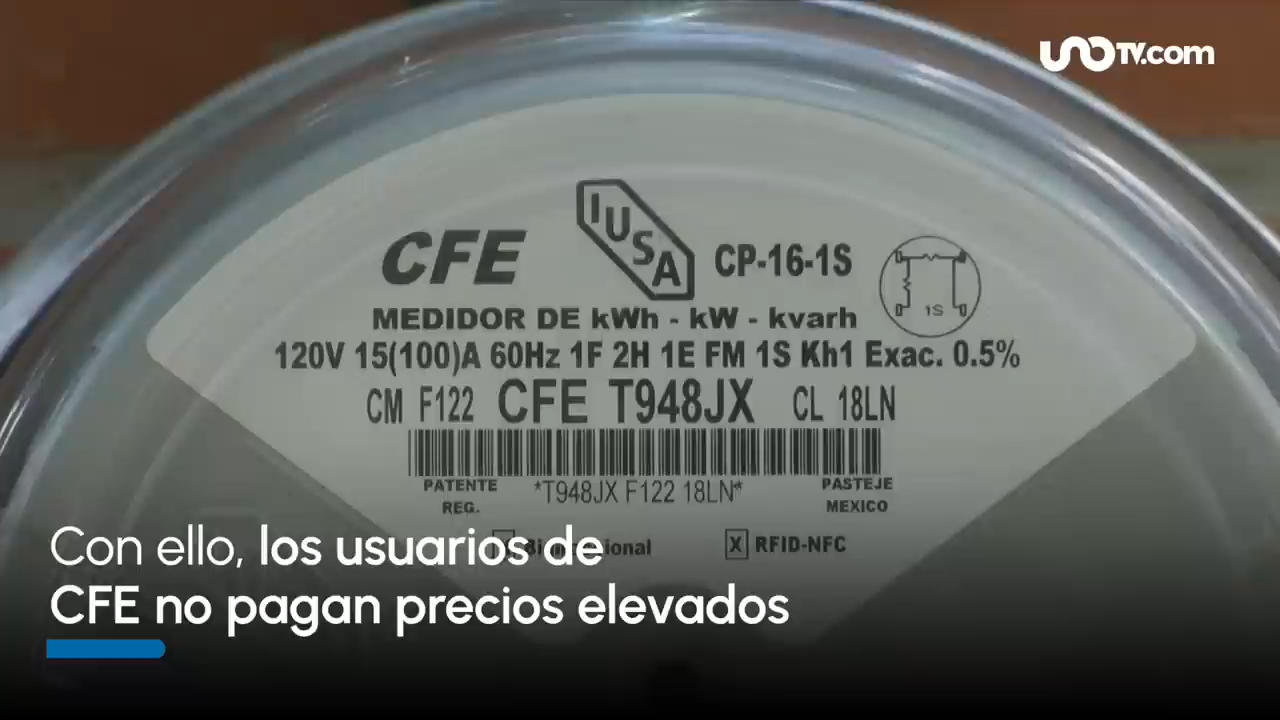 UNOTV.com
IUSA
CFE
CP-16-1S
1S
MEDIDOR DE kWh - kW - kvarh
120V 15(100)A 60Hz 1F 2H 1E FM 1S Kh1 Exac. 0.5%
CM F122 CFE T948JX CL 18LN
PATENTE REG.
*T948JX F122 18LN*
PASTEJE MEXICO
RFID-NFC
Con ello, los usuarios de
CFE no pagan precios elevados